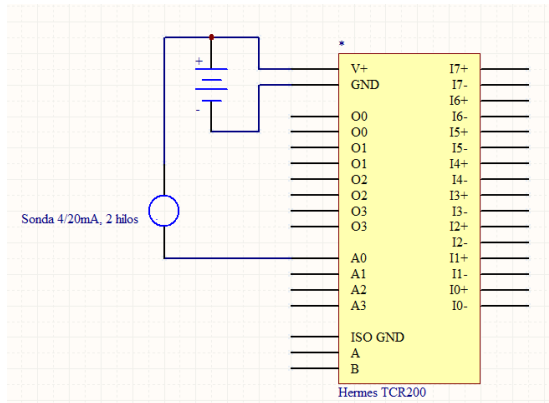 *
+
-
V+ I7+
GND I7-
I6+
O0 I6-
O0 I5+
O1 I5-
O1 I4+
O2 I4-
O2 I3+
O3 I3-
O3 I2+
I2-
A0 I1+
A1 I1-
A2 I0+
A3 I0-
ISO GND
A
B
Sonda 4/20mA, 2 hilos
Hermes TCR200